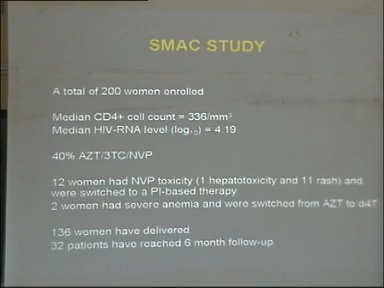 SMAC STUDY
A total of 200 women enrolled
Median CD4+ cell count = 336/mm³
Median HIV-RNA level (log₁₀) = 4.19
40% AZT/3TC/NVP
12 women had NVP toxicity (1 hepatotoxicity and 11 rash) and
were switched to a PI-based therapy
2 women had severe anemia and were switched from AZT to d4T
136 women have delivered
32 patients have reached 6 month follow-up